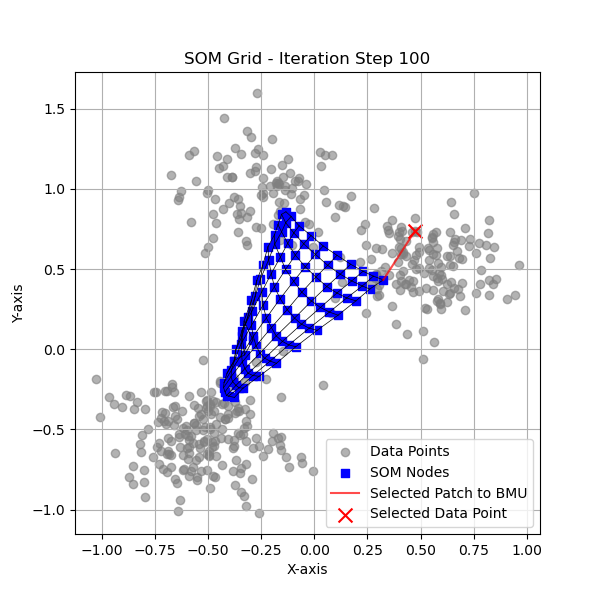 SOM Grid - Iteration Step 100
Y-axis
1.5
1.0
0.5
0.0
−0.5
−1.0
Data Points
SOM Nodes
Selected Patch to BMU
Selected Data Point
−1.00 −0.75 −0.50 −0.25 0.00 0.25 0.50 0.75 1.00
X-axis